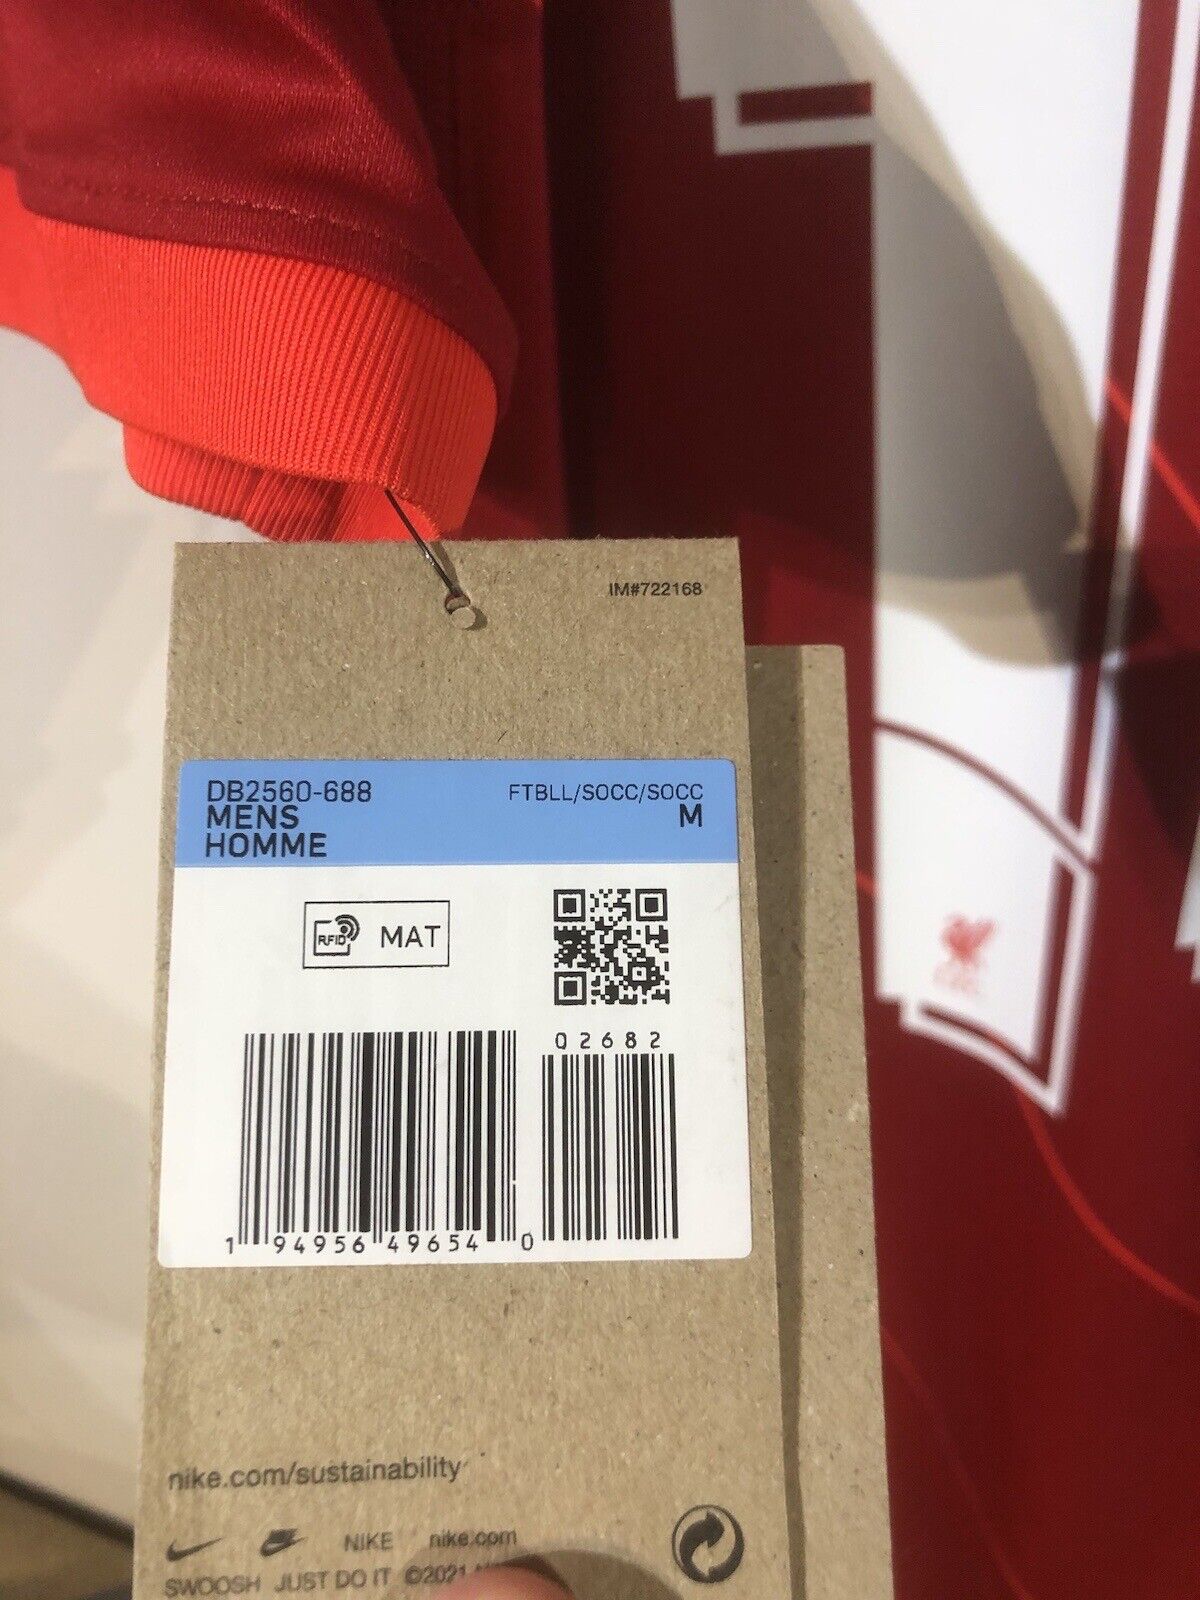 IM#722168
DB2560-688 FTBLL/SOCC/SOCC
MENS M
HOMME
RFID MAT
02682
1 94956 49654 0
nike.com/sustainability
NIKE nike.com
SWOOSH JUST DO IT ©2021